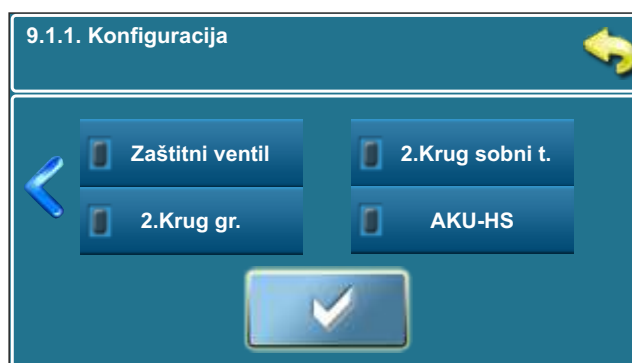 9.1.1. Konfiguracija
Zaštitni ventil
2.Krug sobni t.
2.Krug gr.
AKU-HS